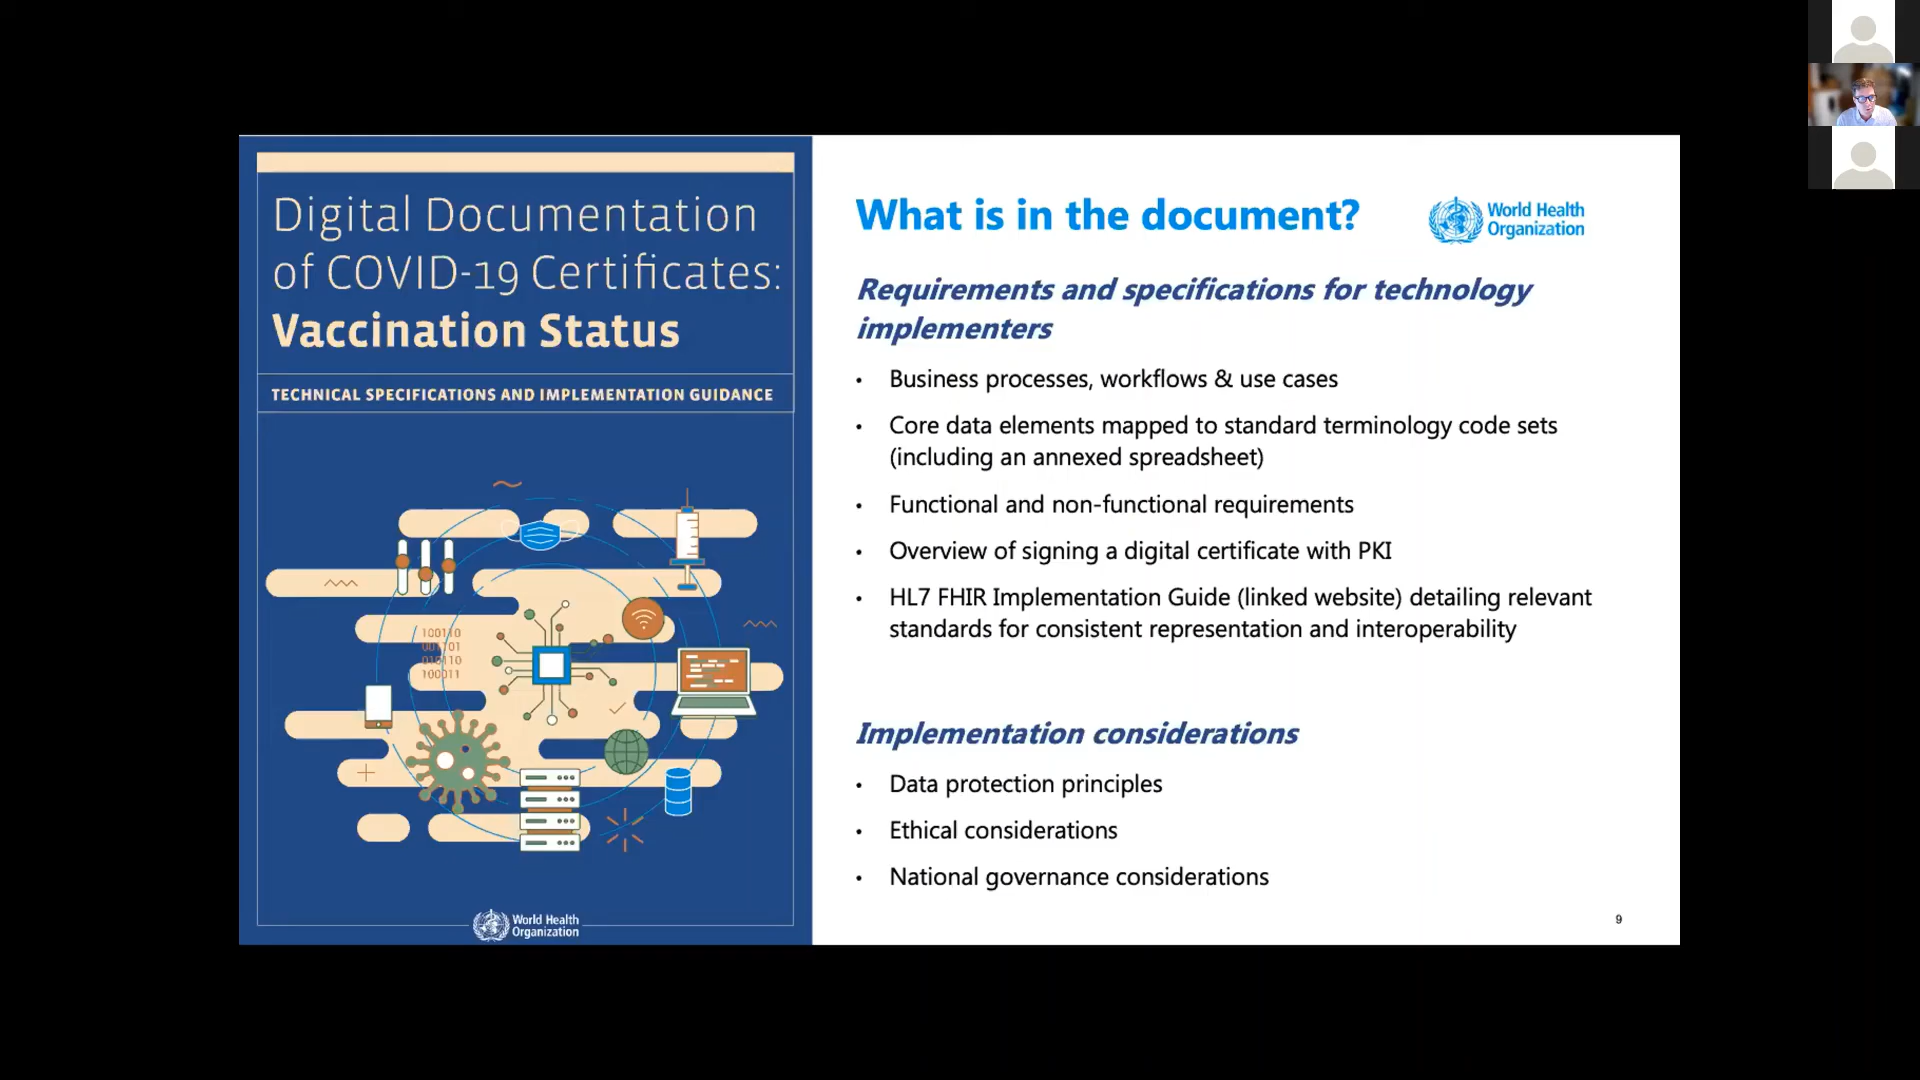 Digital Documentation
of COVID-19 Certificates:
Vaccination Status
TECHNICAL SPECIFICATIONS AND IMPLEMENTATION GUIDANCE
100110
001101
010110
100011
World Health
Organization
What is in the document?
World Health
Organization
Requirements and specifications for technology
implementers
• Business processes, workflows & use cases
• Core data elements mapped to standard terminology code sets
(including an annexed spreadsheet)
• Functional and non-functional requirements
• Overview of signing a digital certificate with PKI
• HL7 FHIR Implementation Guide (linked website) detailing relevant
standards for consistent representation and interoperability
Implementation considerations
• Data protection principles
• Ethical considerations
• National governance considerations
9